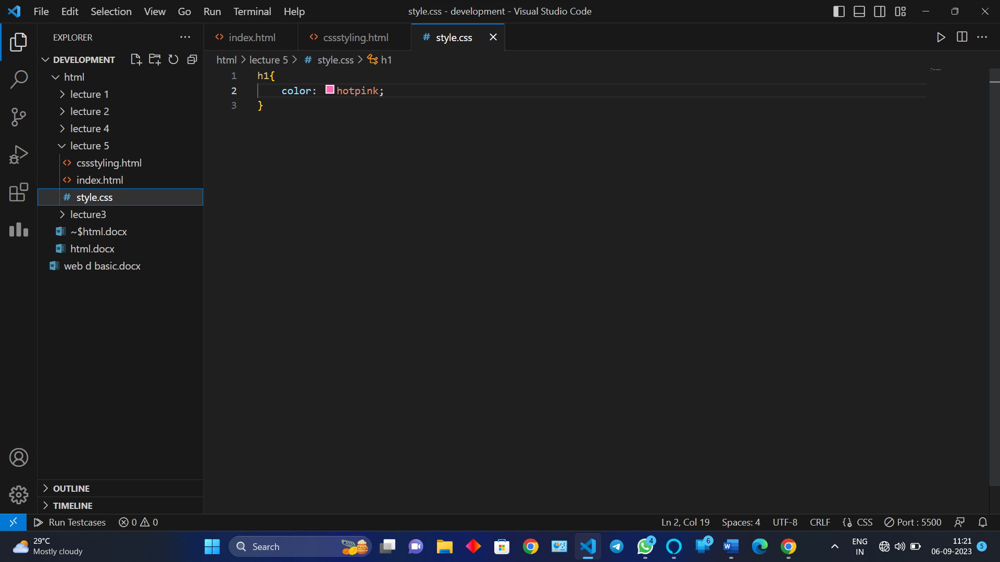 File Edit Selection View Go Run Terminal Help
style.css - development - Visual Studio Code
EXPLORER
index.html
cssstyling.html
# style.css
DEVELOPMENT
html
lecture 1
lecture 2
lecture 4
lecture 5
cssstyling.html
index.html
# style.css
lecture3
~$html.docx
html.docx
web d basic.docx
OUTLINE
TIMELINE
html > lecture 5 > # style.css > h1
1 h1{
2 color: hotpink;
3 }
Run Testcases 0 0
Ln 2, Col 19 Spaces: 4 UTF-8 CRLF CSS Port : 5500
29°C
Mostly cloudy
Search
4
6
ENG
IN
11:21
06-09-2023
5